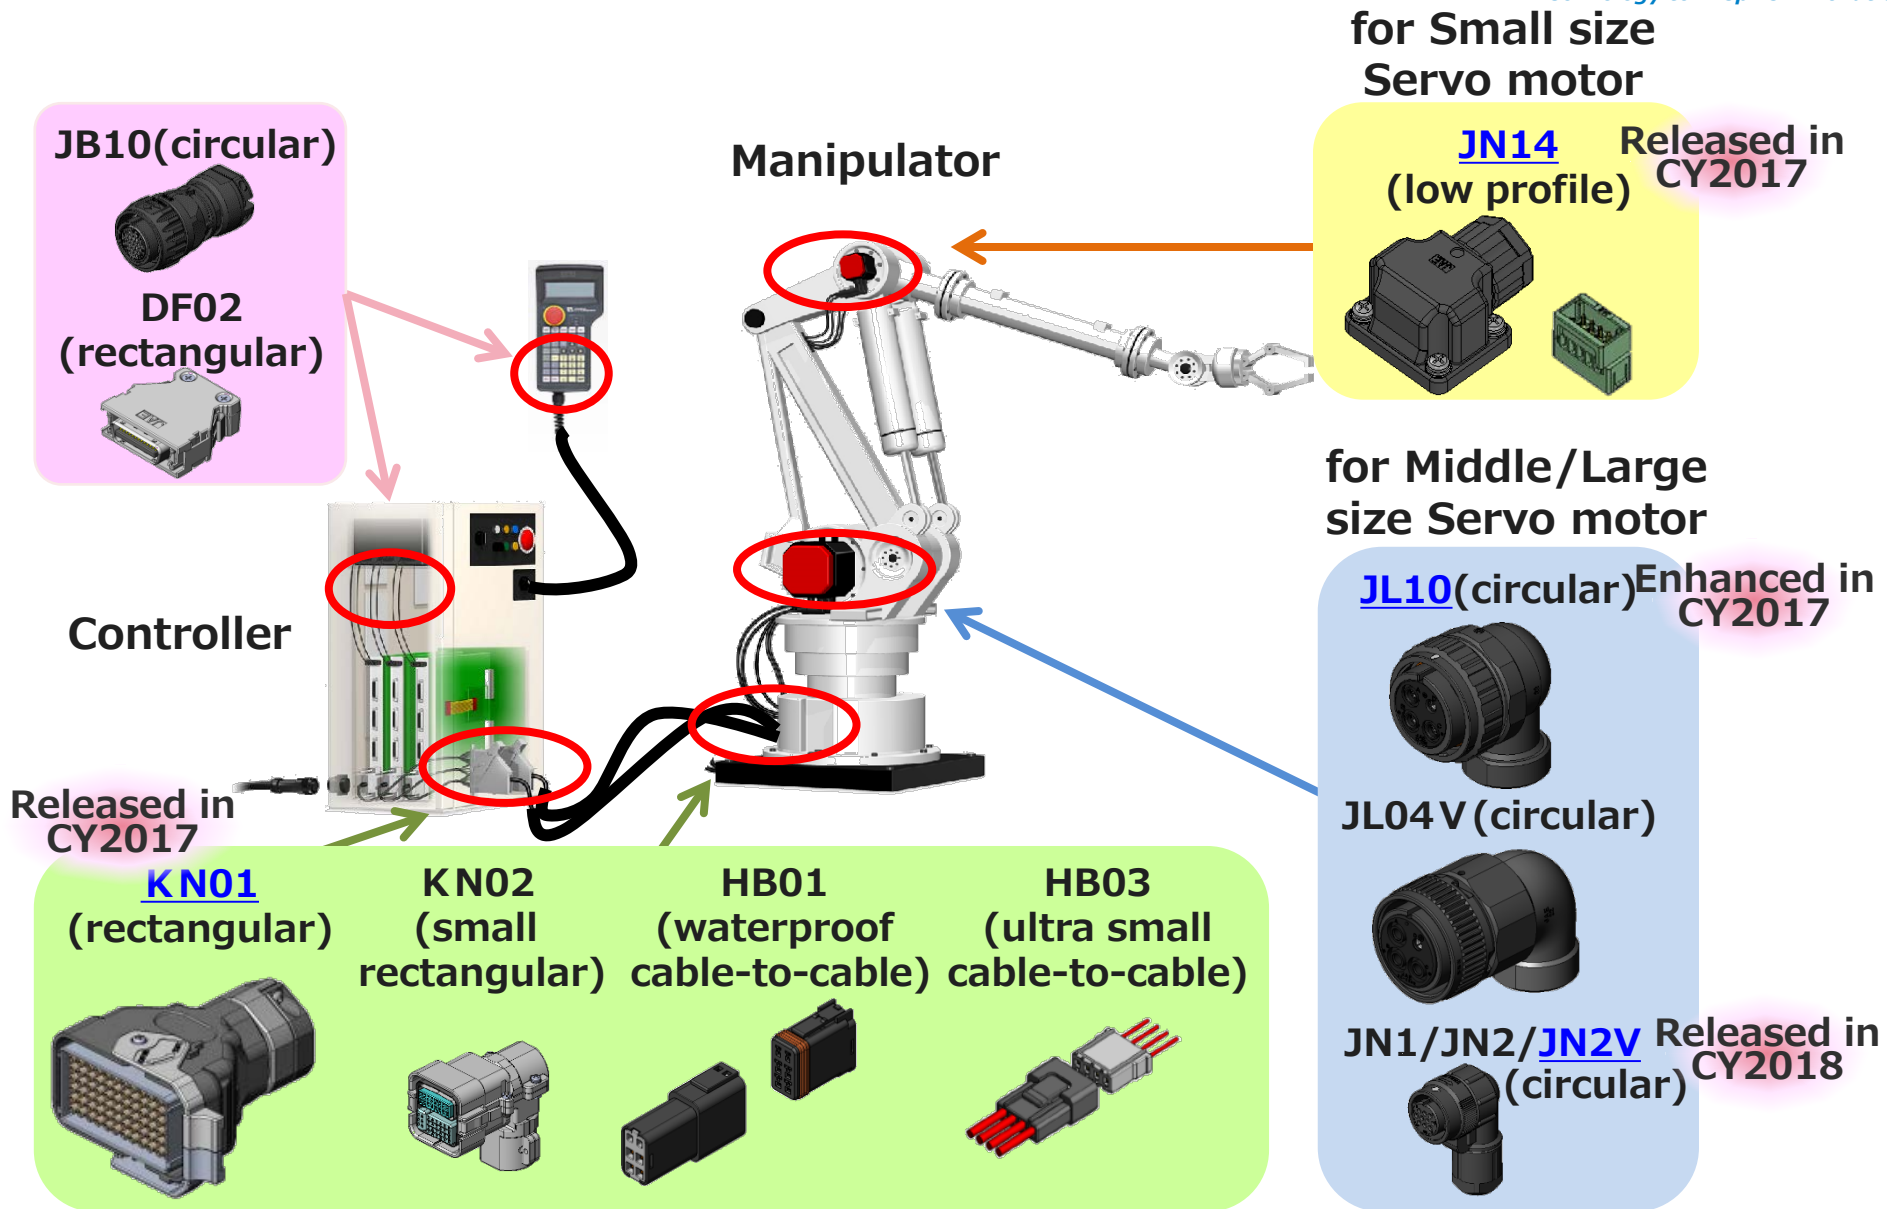 for Small size
Servo motor
JN14
(low profile)
Released in
CY2017
JB10(circular)
DF02
(rectangular)
Manipulator
Controller
for Middle/Large
size Servo motor
JL10(circular)
Enhanced in
CY2017
JL04V(circular)
JN1/JN2/JN2V
(circular)
Released in
CY2018
Released in
CY2017
KN01
(rectangular)
KN02
(small
rectangular)
HB01
(waterproof
cable-to-cable)
HB03
(ultra small
cable-to-cable)
JAE
JAE